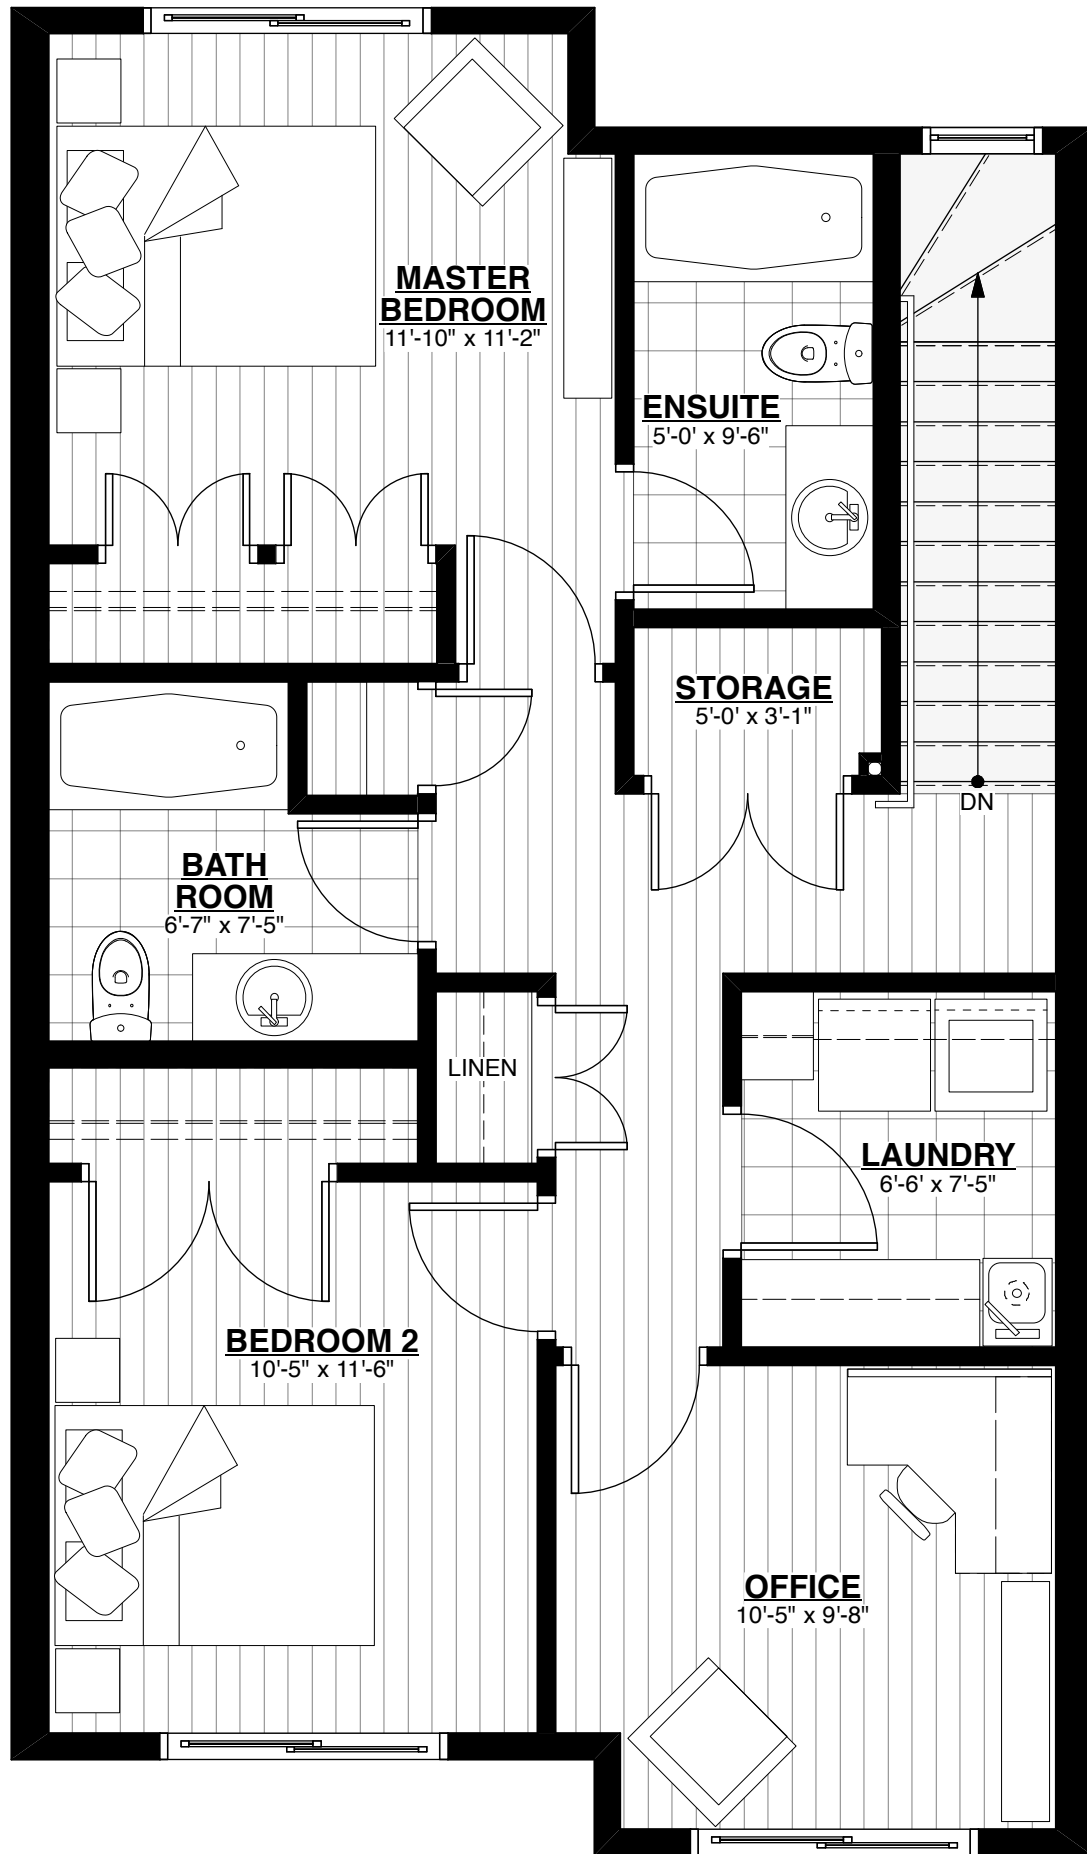 MASTER
BEDROOM
11'-10" x 11'-2"
ENSUITE
5'-0' x 9'-6"
STORAGE
5'-0' x 3'-1"
DN
BATH
ROOM
6'-7" x 7'-5"
LINEN
LAUNDRY
6'-6' x 7'-5"
BEDROOM 2
10'-5" x 11'-6"
OFFICE
10'-5" x 9'-8"